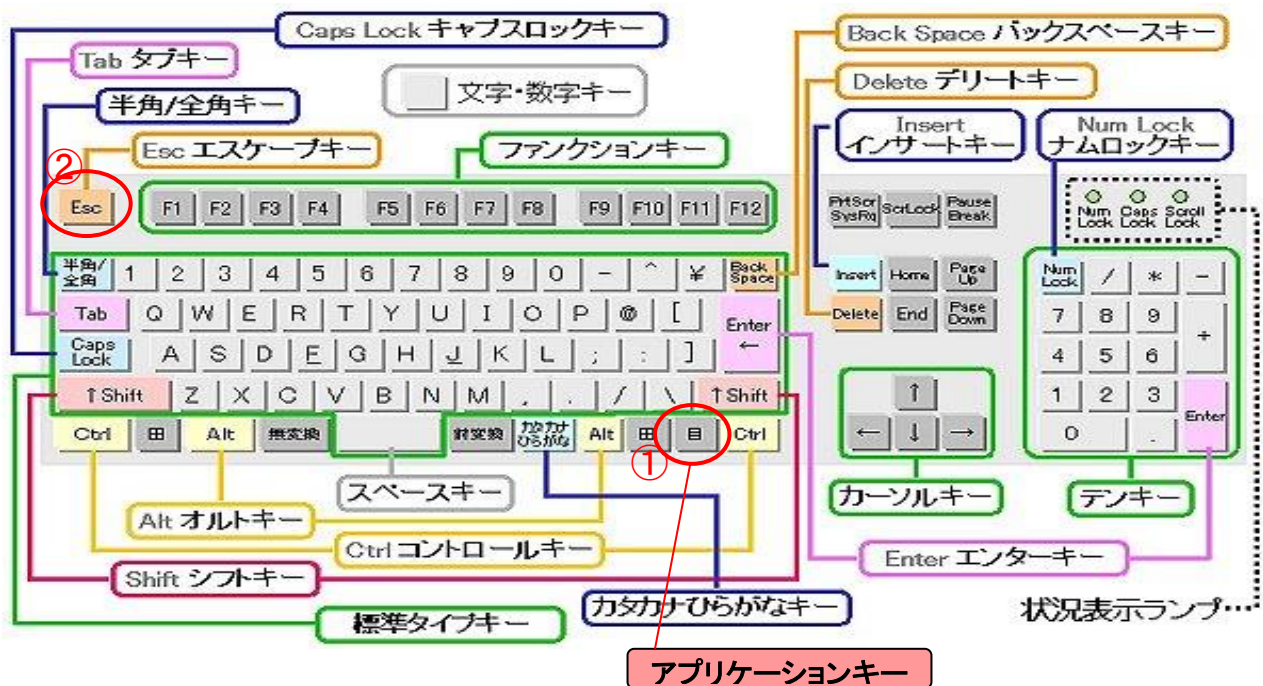 Caps Lock キャプスロックキー
Back Space バックスペースキー
Tab タブキー
文字・数字キー
Delete デリートキー
半角/全角キー
Insert
インサートキー
Num Lock
ナムロックキー
②
Esc エスケープキー
ファンクションキー
Esc F1 F2 F3 F4 F5 F6 F7 F8 F9 F10 F11 F12
PrtScr
SysRq
ScrLock
Pause
Break
Num
Lock
Caps
Lock
Scroll
Lock
半角/
全角
1 2 3 4 5 6 7 8 9 0 - ^ ¥
Back
Space
Insert Home
Page
Up
Num
Lock
/ * -
Tab Q W E R T Y U I O P @ [
Enter
←
Delete End
Page
Down
7 8 9 +
Caps
Lock
A S D F G H J K L ; : ]
4 5 6
↑Shift Z X C V B N M , . / \ ↑Shift
↑
1 2 3
Enter
Ctrl 田 Alt 無変換 前変換
カタカナ
ひらがな
Alt 田 目 Ctrl
← ↓ →
0 .
①
スペースキー
カーソルキー
テンキー
Alt オルトキー
Ctrl コントロールキー
Enter エンターキー
Shift シフトキー
カタカナひらがなキー
状況表示ランプ
標準タイプキー
アプリケーションキー